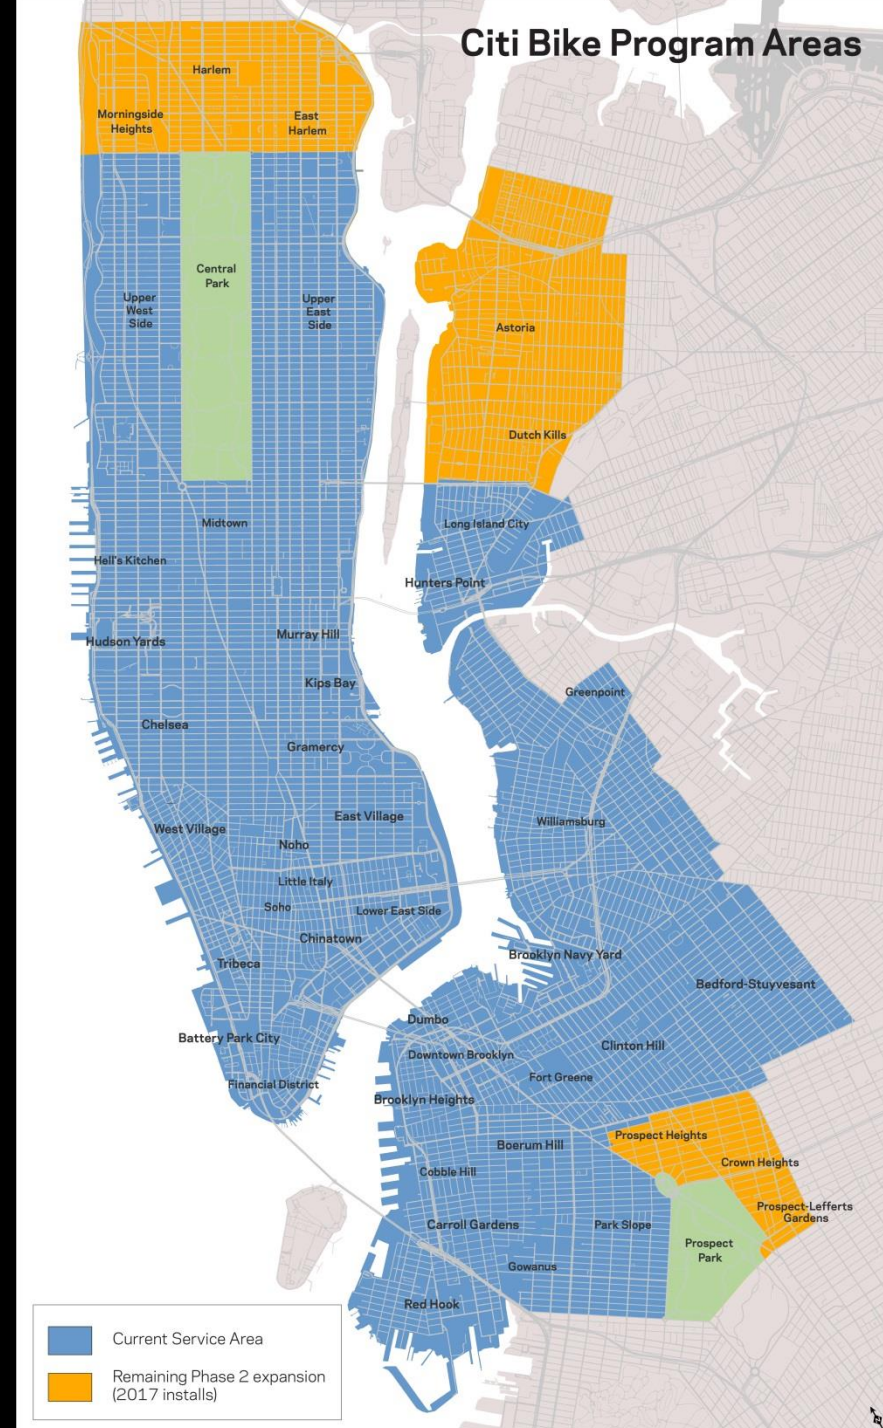 Citi Bike Program Areas
Harlem
Morningside
Heights
East
Harlem
Central
Park
Upper
West
Side
Upper
East
Side
Astoria
Dutch Kills
Midtown
Long Island City
Hell's Kitchen
Hunters Point
Hudson Yards
Murray Hill
Kips Bay
Greenpoint
Chelsea
Gramercy
East Village
Williamsburg
West Village
Noho
Little Italy
Soho
Lower East Side
Chinatown
Brooklyn Navy Yard
Tribeca
Bedford-Stuyvesant
Dumbo
Battery Park City
Clinton Hill
Downtown Brooklyn
Fort Greene
Financial District
Brooklyn Heights
Prospect Heights
Boerum Hill
Crown Heights
Cobble Hill
Prospect-Lefferts
Gardens
Carroll Gardens
Park Slope
Prospect
Park
Gowanus
Red Hook
Current Service Area
Remaining Phase 2 expansion
(2017 installs)